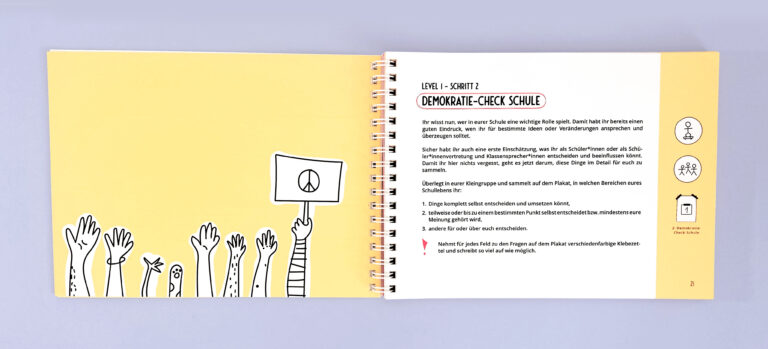 LEVEL 1 - SCHRITT 2
DEMOKRATIE-CHECK SCHULE
Ihr wisst nun, wer in eurer Schule eine wichtige Rolle spielt. Damit habt ihr bereits einen
guten Eindruck, wen ihr für bestimmte Ideen oder Veränderungen ansprechen und
überzeugen solltet.
Sicher habt ihr auch eine erste Einschätzung, was ihr als Schüler*innen oder als Schü-
ler*innenvertretung und Klassensprecher*innen entscheiden und beeinflussen könnt.
Damit ihr hier nichts vergesst, geht es jetzt darum, diese Dinge im Detail für euch zu
sammeln.
Überlegt in eurer Kleingruppe und sammelt auf dem Plakat, in welchen Bereichen eures
Schullebens ihr:
1. Dinge komplett selbst entscheiden und umsetzen könnt,
2. teilweise oder bis zu einem bestimmten Punkt selbst entscheidet bzw. mindestens eure
Meinung gehört wird,
3. andere für oder über euch entscheiden.
Nehmt für jedes Feld zu den Fragen auf dem Plakat verschiedenfarbige Klebezet-
tel und schreibt so viel auf wie möglich.
1
2 Demokratie
Check Schule